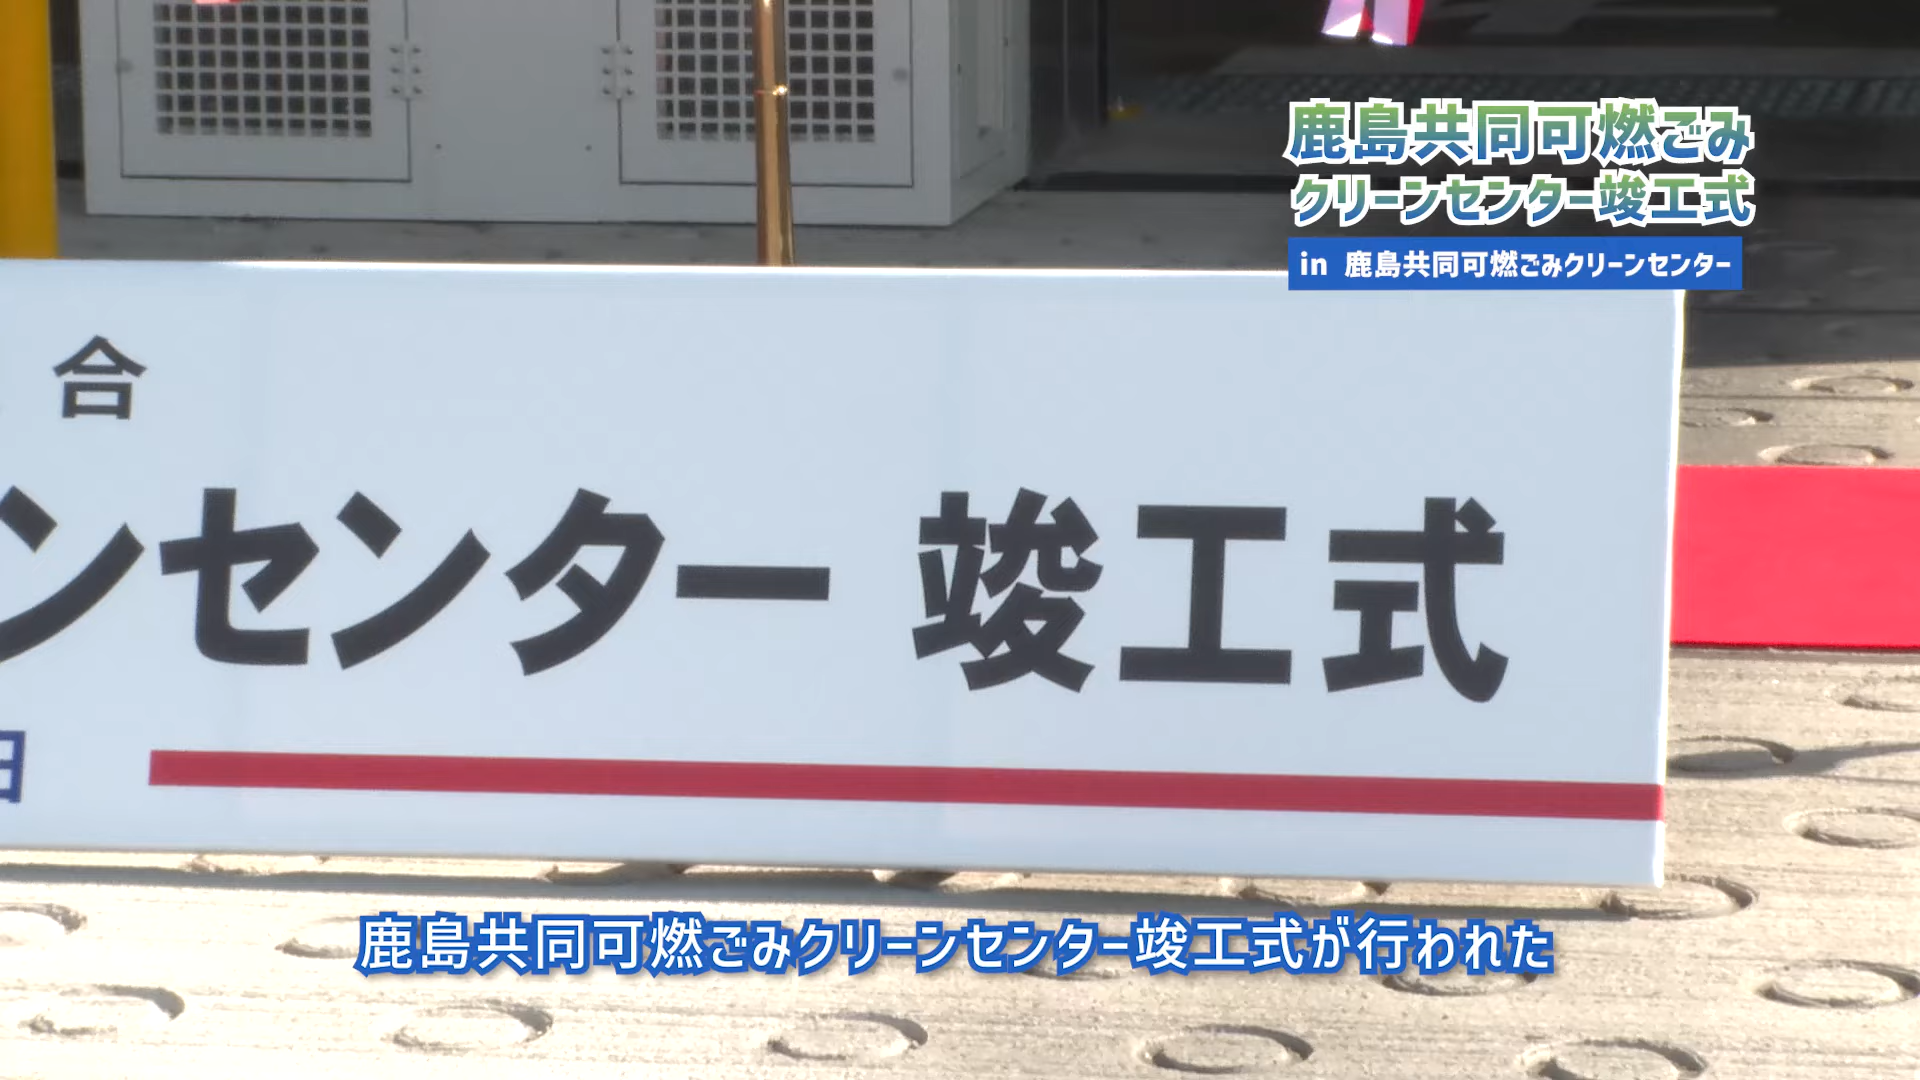 鹿島共同可燃ごみ
クリーンセンター竣工式
in 鹿島共同可燃ごみクリーンセンター
合
ンセンター 竣工式
日
鹿島共同可燃ごみクリーンセンター竣工式が行われた